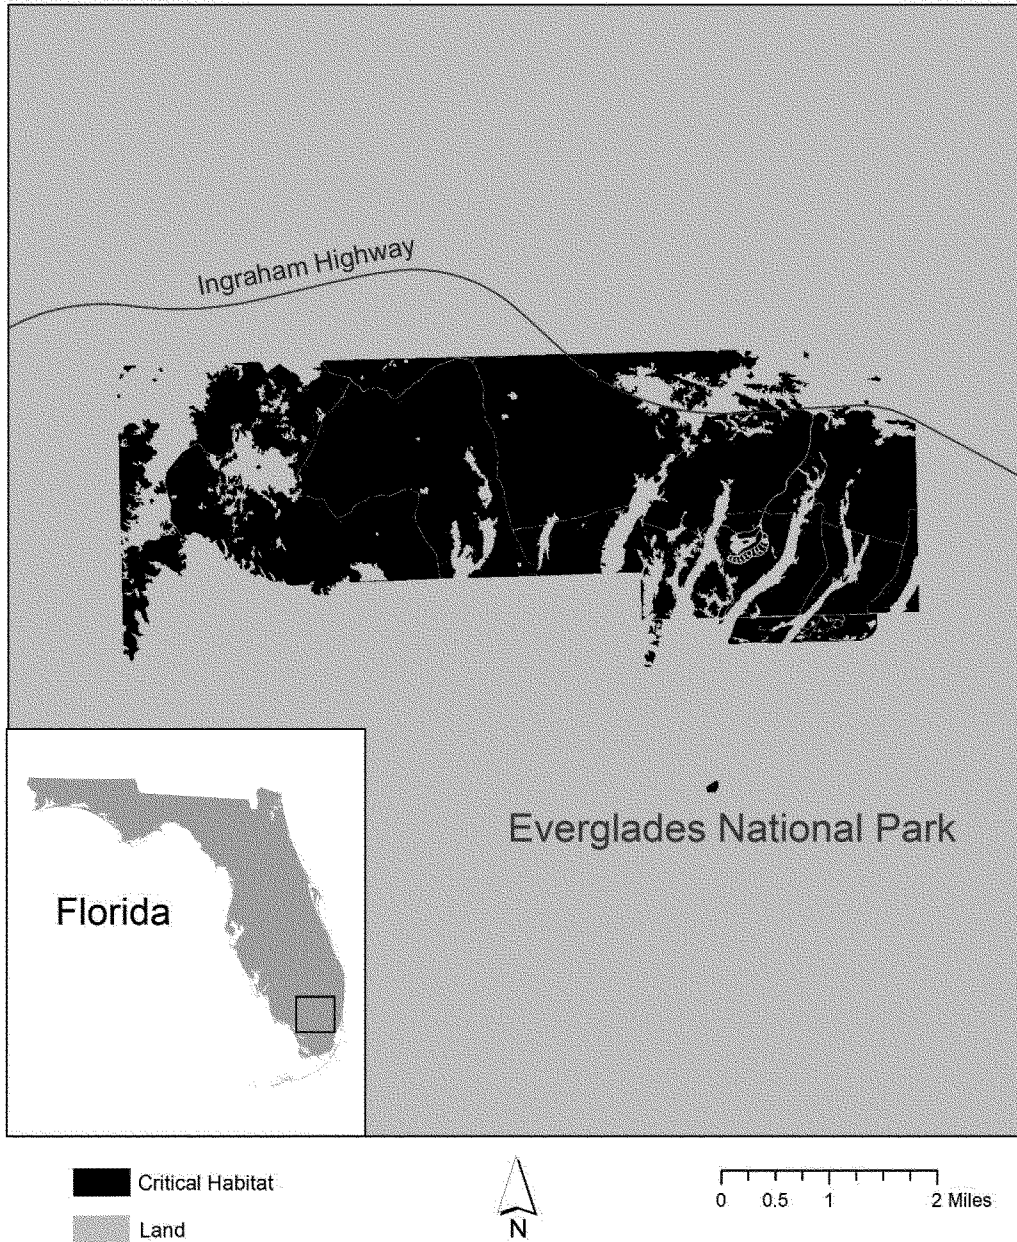 Ingraham Highway
Everglades National Park
Florida
Critical Habitat
Land
N
0 0.5 1 2 Miles